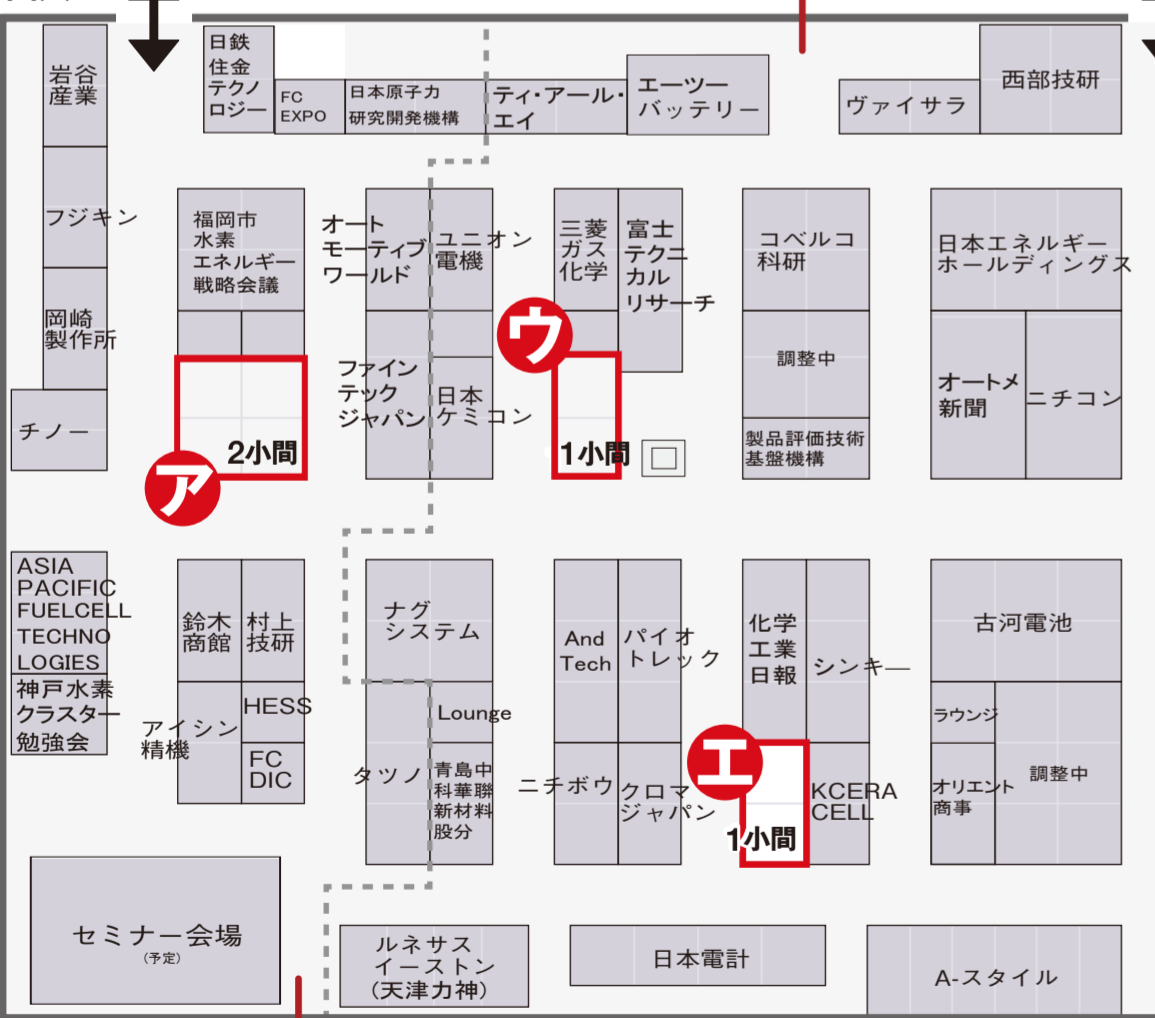 岩谷
産業
日鉄
住金
テクノ
ロジー
FC
EXPO
日本原子力
研究開発機構
ティ・アール・
エイ
エーツー
バッテリー
ヴァイサラ
西部技研
フジキン
福岡市
水素
エネルギー
戦略会議
オート
モーティブ
ワールド
ユニオン
電機
三菱
ガス
化学
富士
テクニ
カル
リサーチ
コベルコ
科研
日本エネルギー
ホールディングス
岡崎
製作所
ウ
調整中
ファイン
テック
ジャパン
日本
ケミコン
オートメ
新聞
ニチコン
チノー
2小間
ア
1小間
製品評価技術
基盤機構
ASIA
PACIFIC
FUELCELL
TECHNO
LOGIES
鈴木
商館
村上
技研
ナグ
システム
And
Tech
パイオ
トレック
化学
工業
日報
シンキ―
古河電池
神戸水素
クラスター
勉強会
アイシン
精機
HESS
FC
DIC
タツノ
Lounge
青島中
科華聯
新材料
股分
ニチボウ
クロマ
ジャパン
エ
1小間
KCERA
CELL
ラウンジ
オリエント
商事
調整中
セミナー会場
(予定)
ルネサス
イーストン
(天津力神)
日本電計
A-スタイル